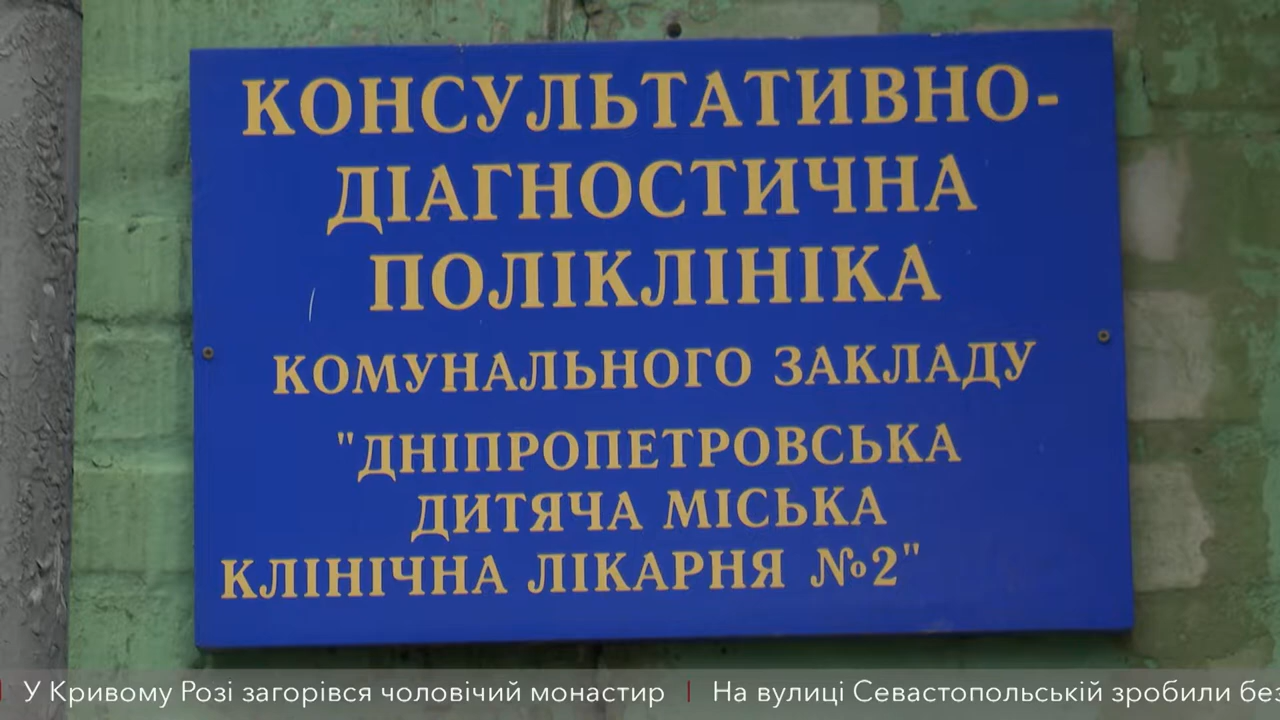 КОНСУЛЬТАТИВНО-
ДІАГНОСТИЧНА
ПОЛІКЛІНІКА
КОМУНАЛЬНОГО ЗАКЛАДУ
"ДНІПРОПЕТРОВСЬКА
ДИТЯЧА МІСЬКА
КЛІНІЧНА ЛІКАРНЯ №2"
У Кривому Розі загорівся чоловічий монастир | На вулиці Севастопольській зробили